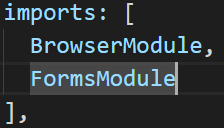 imports: [
BrowserModule,
FormsModule
],